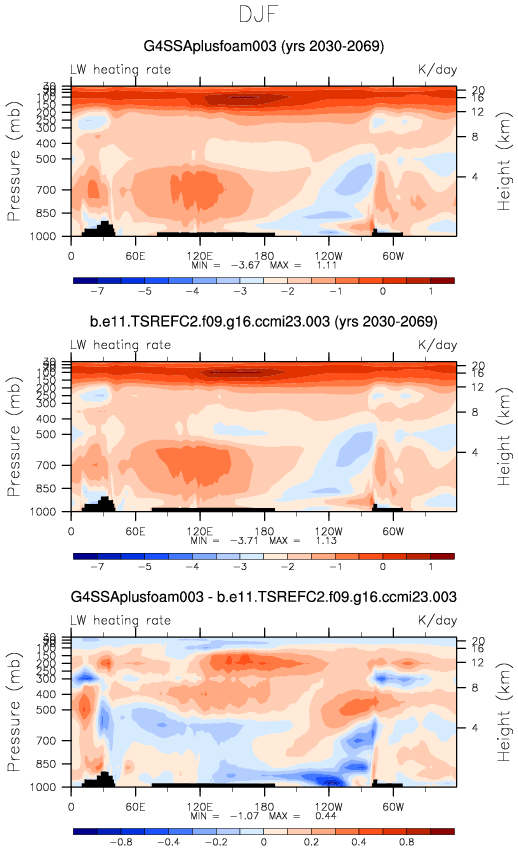 DJF
G4SSAplusfoam003 (yrs 2030-2069)
LW heating rate K/day
Pressure (mb)
Height (km)
100
150
200
250
300
400
500
700
850
1000
20
16
12
8
4
0 60E 120E 180 120W 60W
MIN = -3.67 MAX = 1.11
-7 -5 -4 -3 -2 -1 0 1
b.e11.TSREFC2.f09.g16.ccmi23.003 (yrs 2030-2069)
LW heating rate K/day
Pressure (mb)
Height (km)
30
100
150
200
250
300
400
500
700
850
1000
20
16
12
8
4
0 60E 120E 180 120W 60W
MIN = -3.71 MAX = 1.13
-7 -5 -4 -3 -2 -1 0 1
G4SSAplusfoam003 - b.e11.TSREFC2.f09.g16.ccmi23.003
LW heating rate K/day
Pressure (mb)
Height (km)
30
100
150
200
250
300
400
500
700
850
1000
20
16
12
8
4
0 60E 120E 180 120W 60W
MIN = -1.07 MAX = 0.44
-0.8 -0.4 -0.2 0 0.2 0.4 0.8